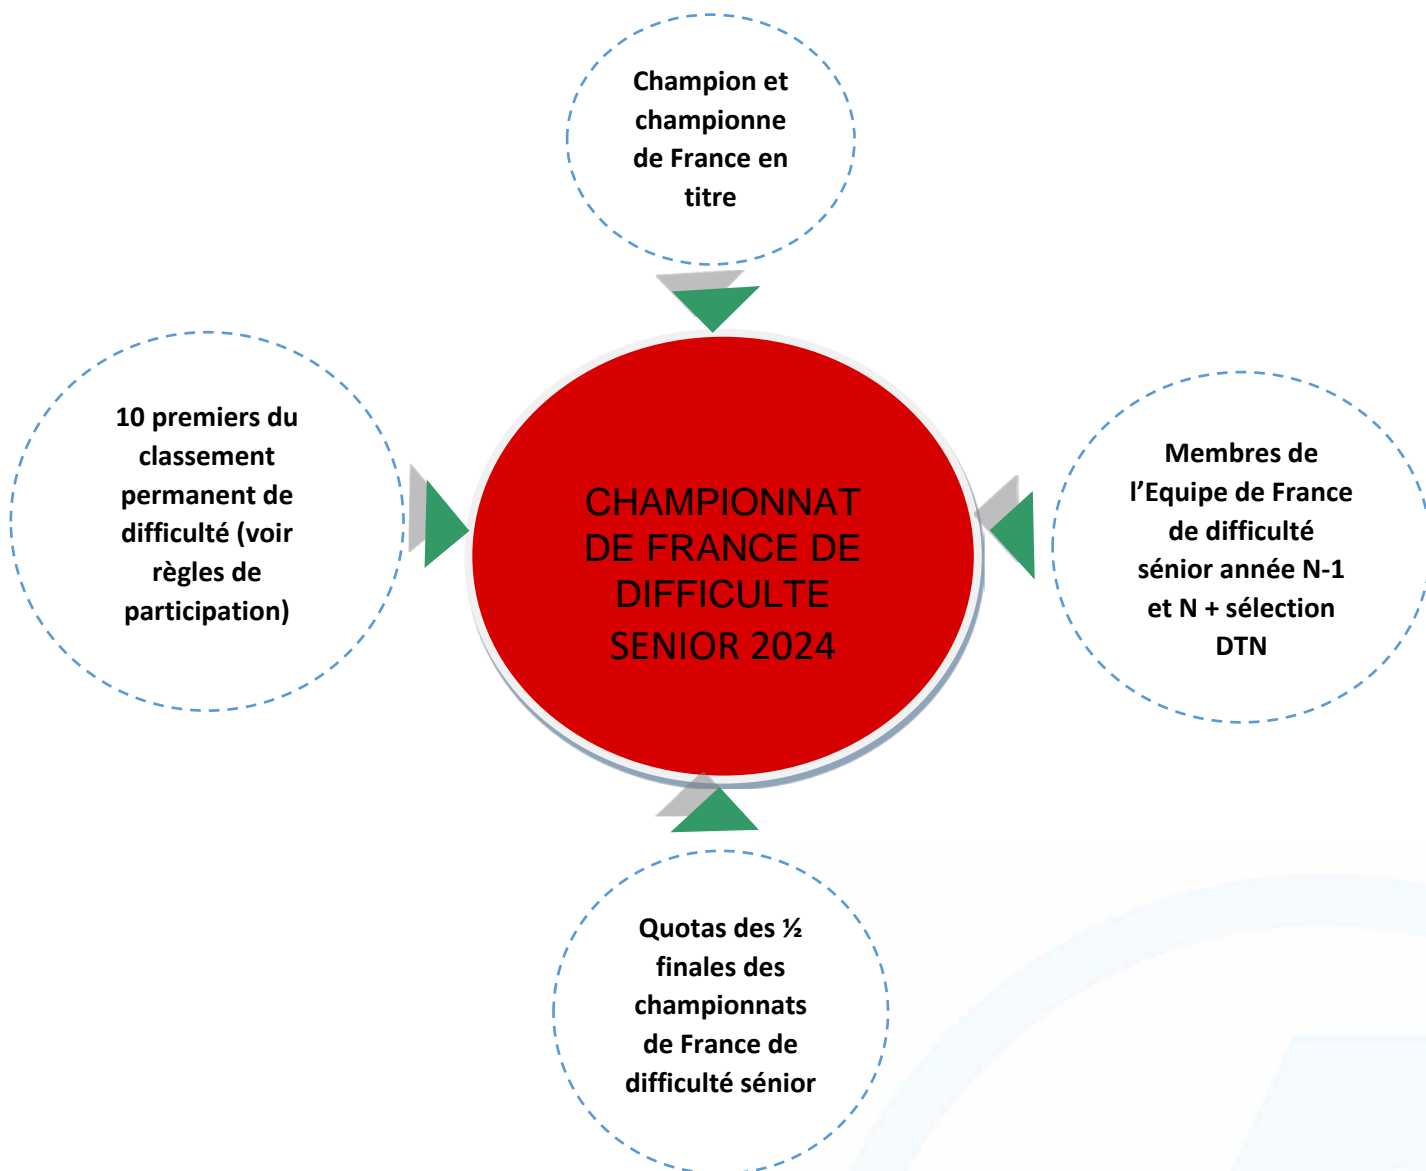 Champion et
championne
de France en
titre
10 premiers du
classement
permanent de
difficulté (voir
règles de
participation)
CHAMPIONNAT
DE FRANCE DE
DIFFICULTE
SENIOR 2024
Membres de
l’Equipe de France
de difficulté
sénior année N-1
et N + sélection
DTN
Quotas des ½
finales des
championnats
de France de
difficulté sénior